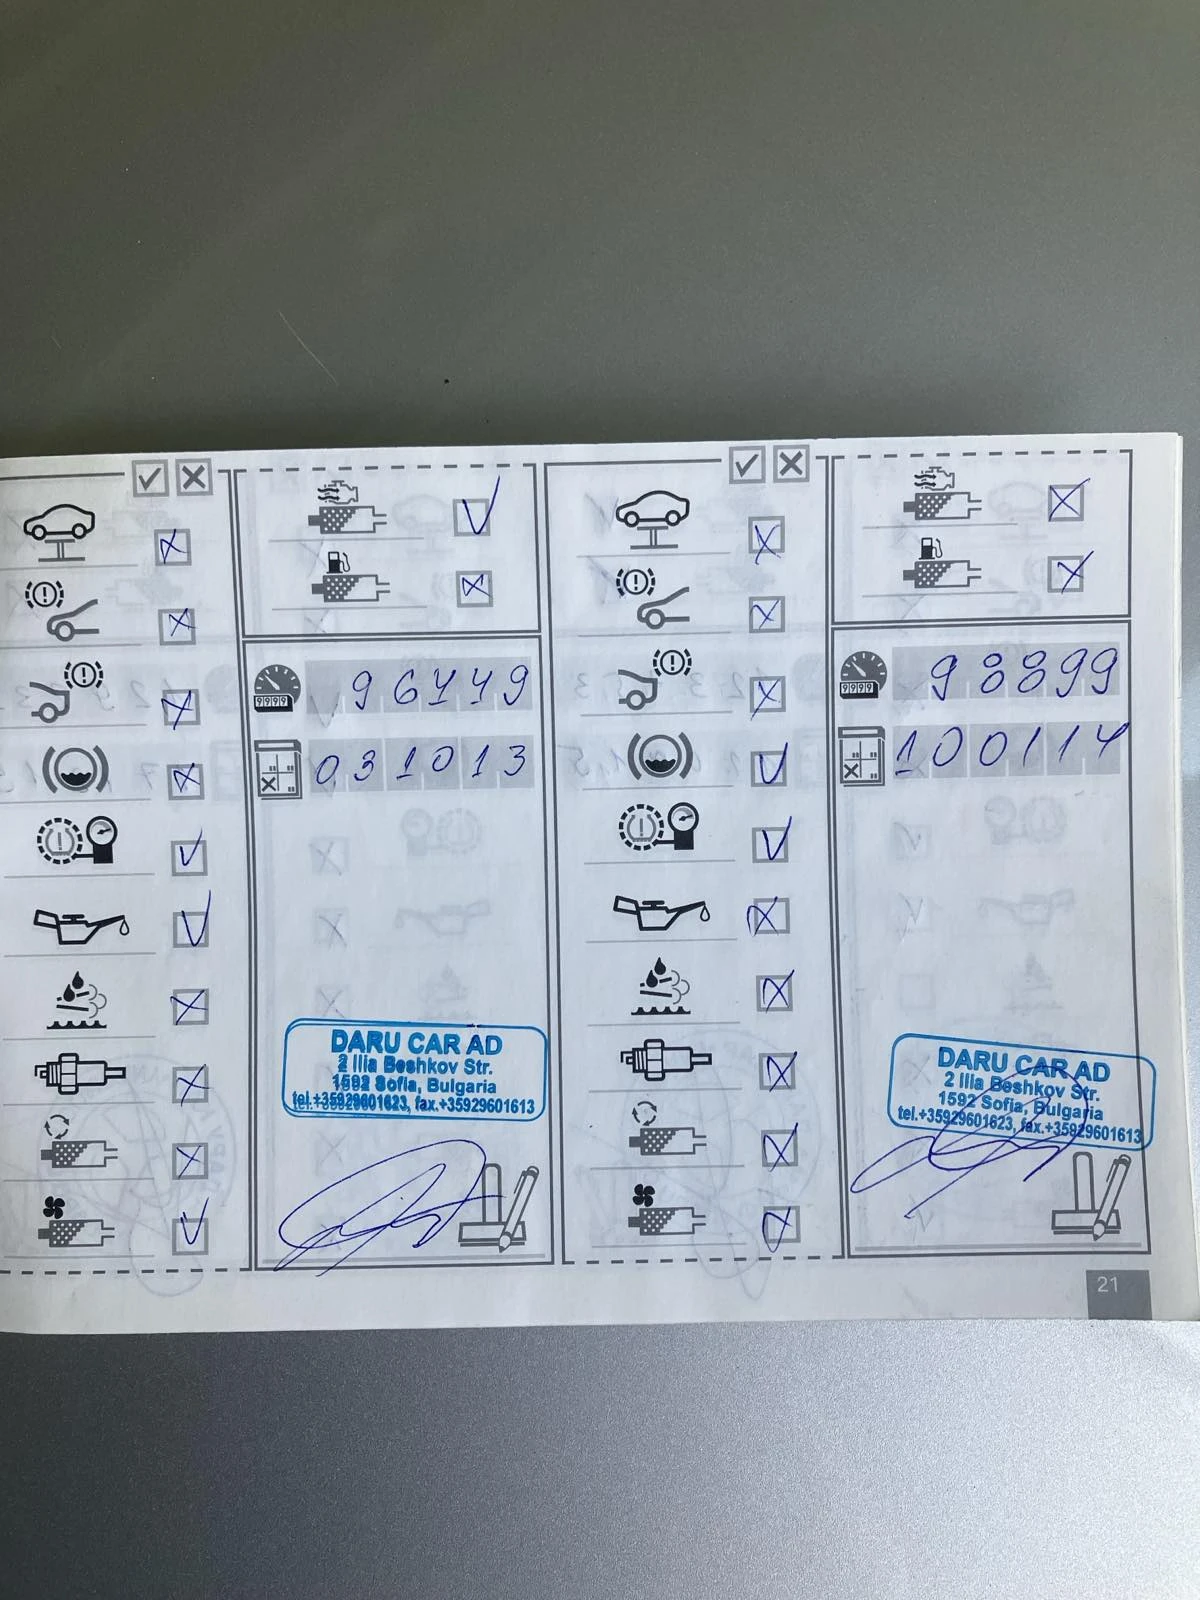 96449
031013
DARU CAR AD
2 Ilia Beshkov Str.
1592 Sofia, Bulgaria
tel.+35929601623, fax.+35929601613
98899
100114
DARU CAR AD
2 Ilia Beshkov Str.
1592 Sofia, Bulgaria
tel.+35929601623, fax.+35929601613
21